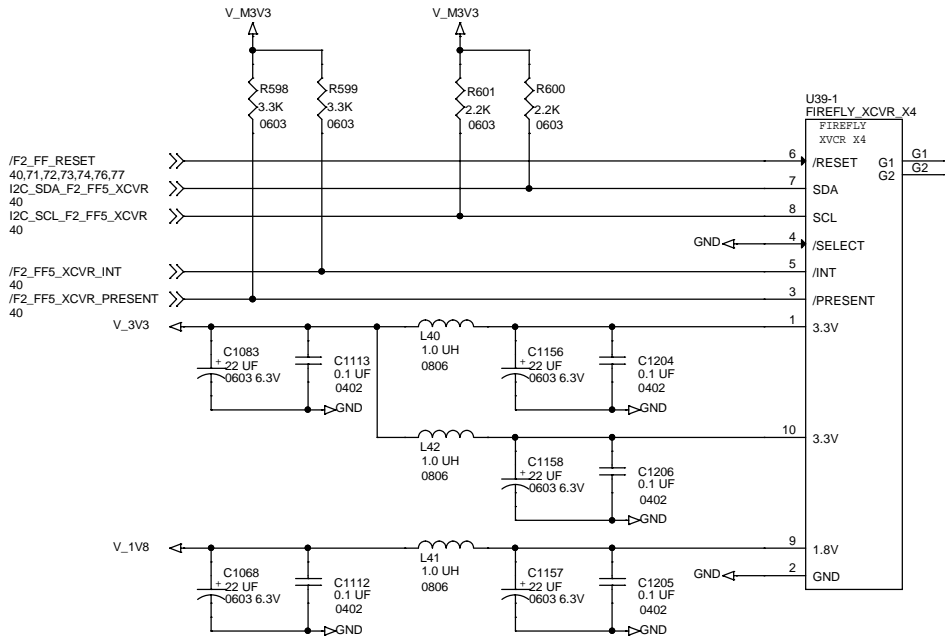 V_M3V3
V_M3V3
R598
3.3K
0603
R599
3.3K
0603
R601
2.2K
0603
R600
2.2K
0603
U39-1
FIREFLY_XCVR_X4
FIREFLY
XVCR X4
/F2_FF_RESET
40,71,72,73,74,76,77
6
/RESET
G1
G1
G2
G2
I2C_SDA_F2_FF5_XCVR
40
7
SDA
I2C_SCL_F2_FF5_XCVR
40
8
SCL
GND
4
/SELECT
/F2_FF5_XCVR_INT
40
5
/INT
/F2_FF5_XCVR_PRESENT
40
3
/PRESENT
V_3V3
1
3.3V
L40
1.0 UH
0806
C1083
+
22 UF
0603 6.3V
C1113
0.1 UF
0402
GND
C1156
+
22 UF
0603 6.3V
C1204
0.1 UF
0402
GND
10
3.3V
L42
1.0 UH
0806
C1158
+
22 UF
0603 6.3V
C1206
0.1 UF
0402
GND
V_1V8
9
1.8V
L41
1.0 UH
0806
GND
2
GND
C1068
+
22 UF
0603 6.3V
C1112
0.1 UF
0402
GND
C1157
+
22 UF
0603 6.3V
C1205
0.1 UF
0402
GND